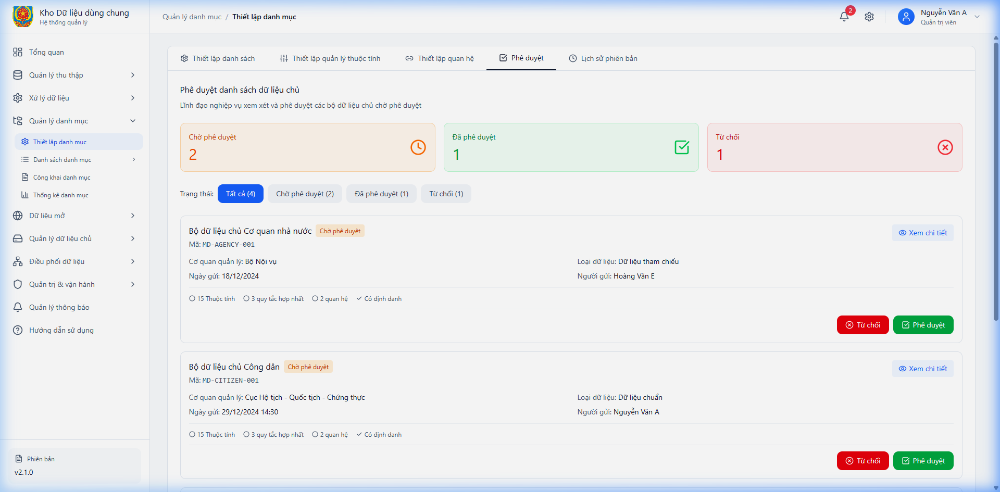 Kho Dữ liệu dùng chung
Hệ thống quản lý
Quản lý danh mục / Thiết lập danh mục
2
Nguyễn Văn A
Quản trị viên
Tổng quan
Quản lý thu thập
Xử lý dữ liệu
Quản lý danh mục
Thiết lập danh mục
Danh sách danh mục
Công khai danh mục
Thống kê danh mục
Dữ liệu mở
Quản lý dữ liệu chủ
Điều phối dữ liệu
Quản trị & vận hành
Quản lý thông báo
Hướng dẫn sử dụng
Phiên bản
v2.1.0
Thiết lập danh sách
Thiết lập quản lý thuộc tính
Thiết lập quan hệ
Phê duyệt
Lịch sử phiên bản
Phê duyệt danh sách dữ liệu chủ
Lĩnh đạo nghiệp vụ xem xét và phê duyệt các bộ dữ liệu chủ chờ phê duyệt
Chờ phê duyệt
2
Đã phê duyệt
1
Từ chối
1
Trạng thái:
Tất cả (4)
Chờ phê duyệt (2)
Đã phê duyệt (1)
Từ chối (1)
Bộ dữ liệu chủ Cơ quan nhà nước
Chờ phê duyệt
Xem chi tiết
Mã: MD-AGENCY-001
Cơ quan quản lý: Bộ Nội vụ
Loại dữ liệu: Dữ liệu tham chiếu
Ngày gửi: 18/12/2024
Người gửi: Hoàng Văn E
15 Thuộc tính
3 quy tắc hợp nhất
2 quan hệ
Có định danh
Từ chối
Phê duyệt
Bộ dữ liệu chủ Công dân
Chờ phê duyệt
Xem chi tiết
Mã: MD-CITIZEN-001
Cơ quan quản lý: Cục Hộ tịch - Quốc tịch - Chứng thực
Loại dữ liệu: Dữ liệu chuẩn
Ngày gửi: 29/12/2024 14:30
Người gửi: Nguyễn Văn A
15 Thuộc tính
3 quy tắc hợp nhất
2 quan hệ
Có định danh
Từ chối
Phê duyệt